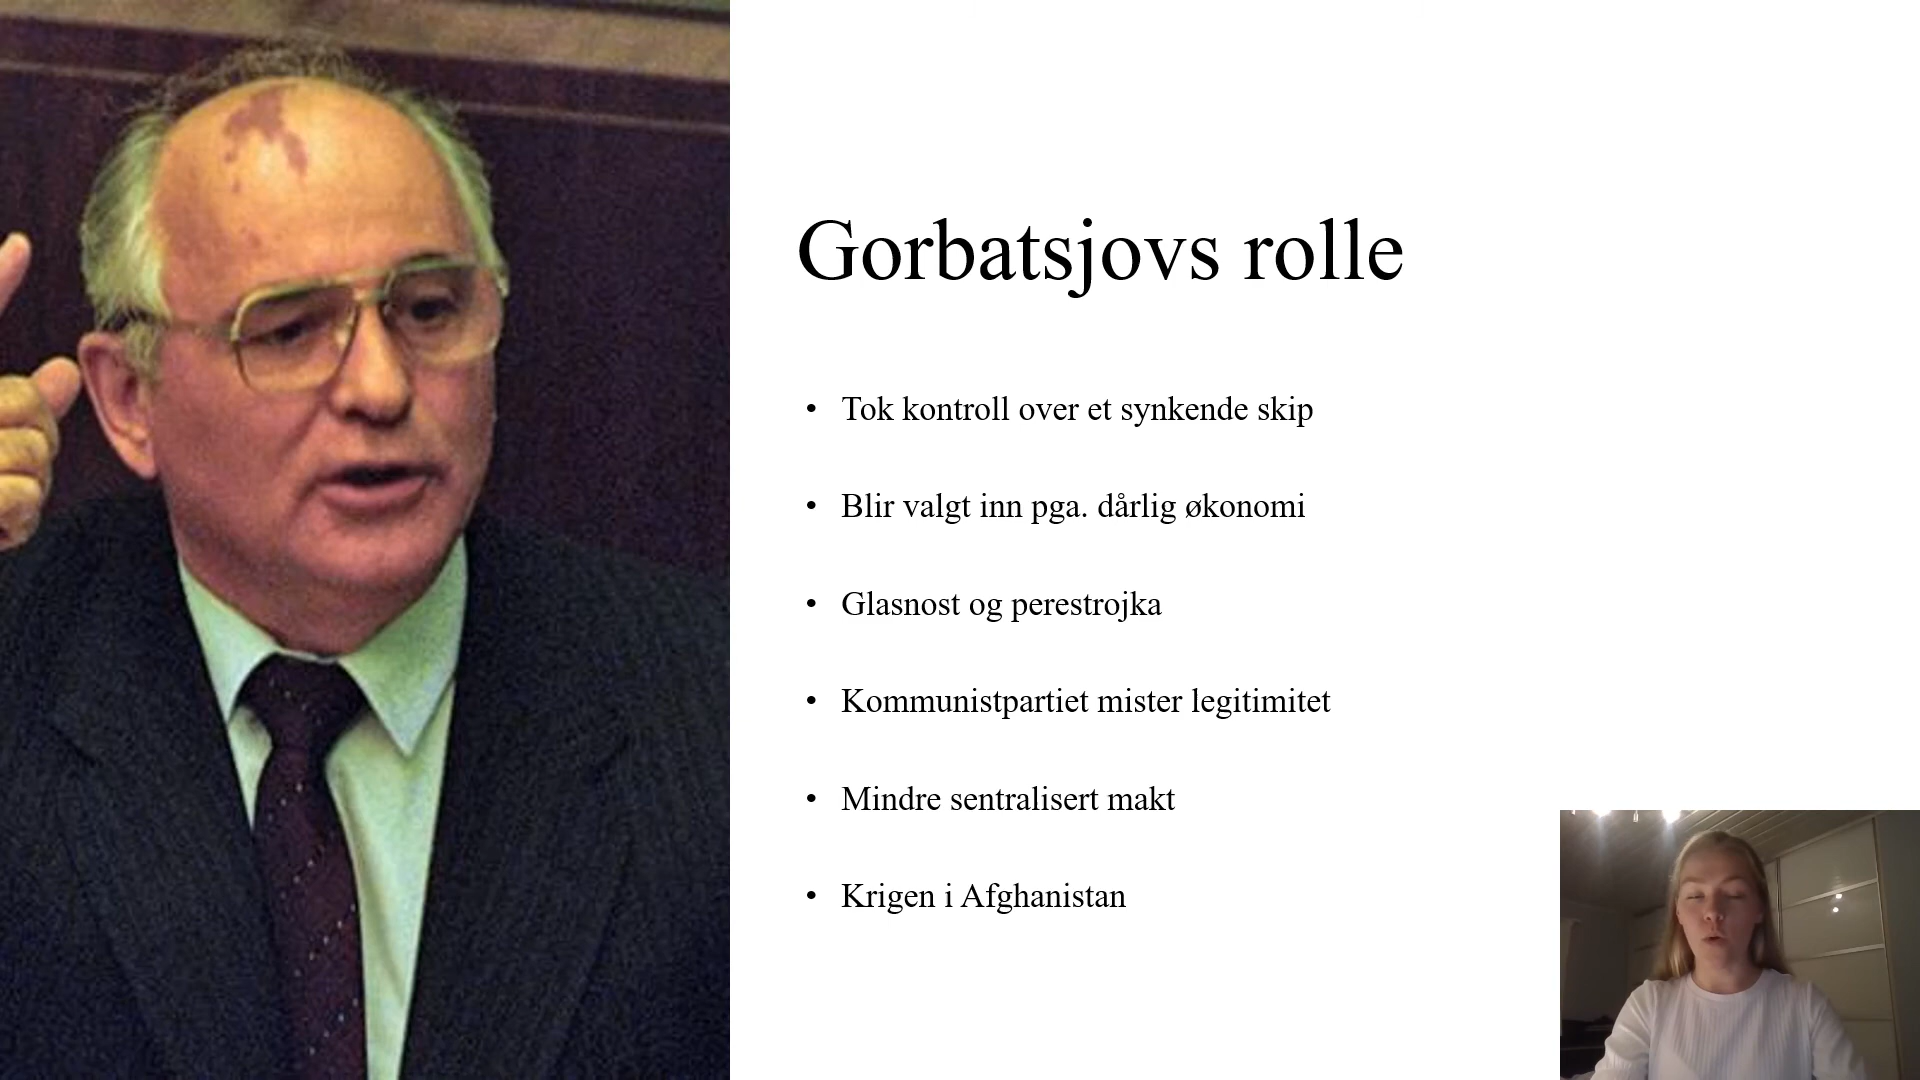 Gorbatsjovs rolle
• Tok kontroll over et synkende skip
• Blir valgt inn pga. dårlig økonomi
• Glasnost og perestrojka
• Kommunistpartiet mister legitimitet
• Mindre sentralisert makt
• Krigen i Afghanistan